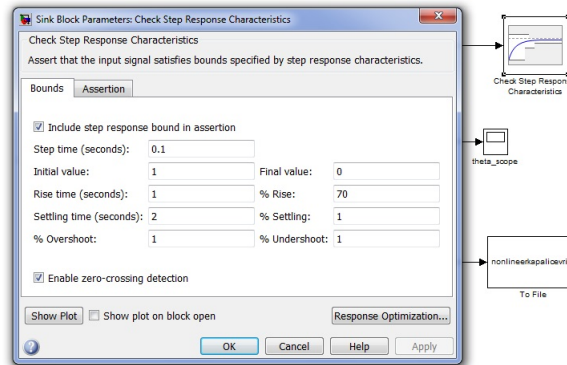 Sink Block Parameters: Check Step Response Characteristics
Check Step Response Characteristics
Assert that the input signal satisfies bounds specified by step response characteristics.
Bounds Assertion
Include step response bound in assertion
Step time (seconds): 0.1
Initial value: 1 Final value: 0
Rise time (seconds): 1 % Rise: 70
Settling time (seconds): 2 % Settling: 1
% Overshoot: 1 % Undershoot: 1
Enable zero-crossing detection
Show Plot Show plot on block open Response Optimization...
OK Cancel Help Apply
Check Step Respon
Characteristics
theta_scope
nonlineerkapalicevri
To File